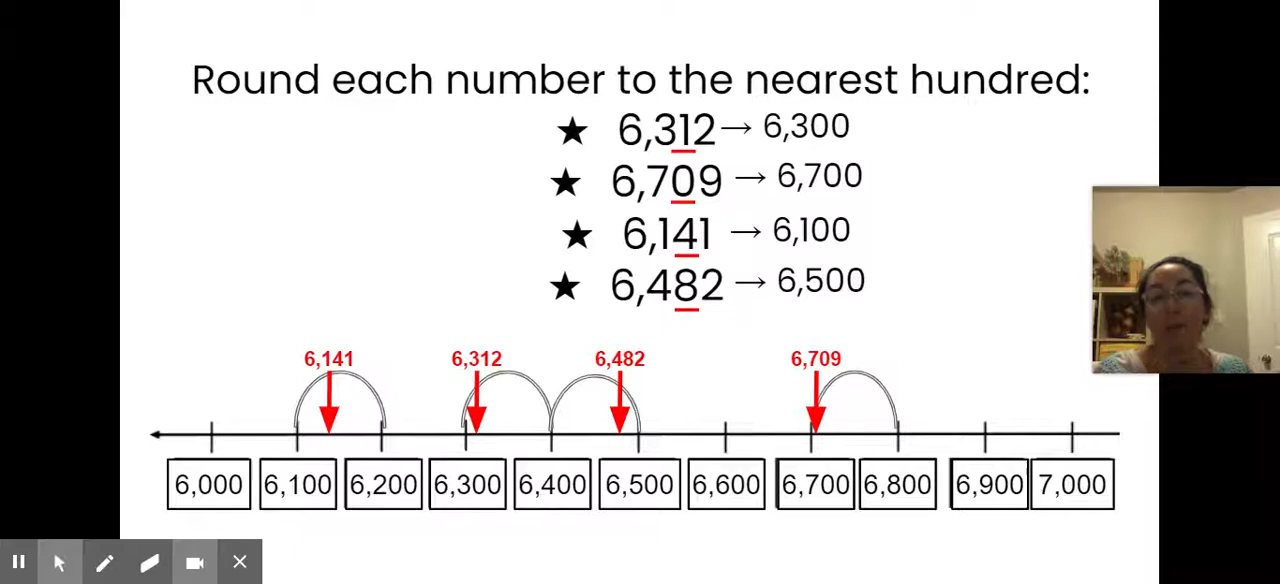 Round each number to the nearest hundred:
★ 6,312 → 6,300
★ 6,709 → 6,700
★ 6,141 → 6,100
★ 6,482 → 6,500
6,141 6,312 6,482 6,709
6,000 6,100 6,200 6,300 6,400 6,500 6,600 6,700 6,800 6,900 7,000